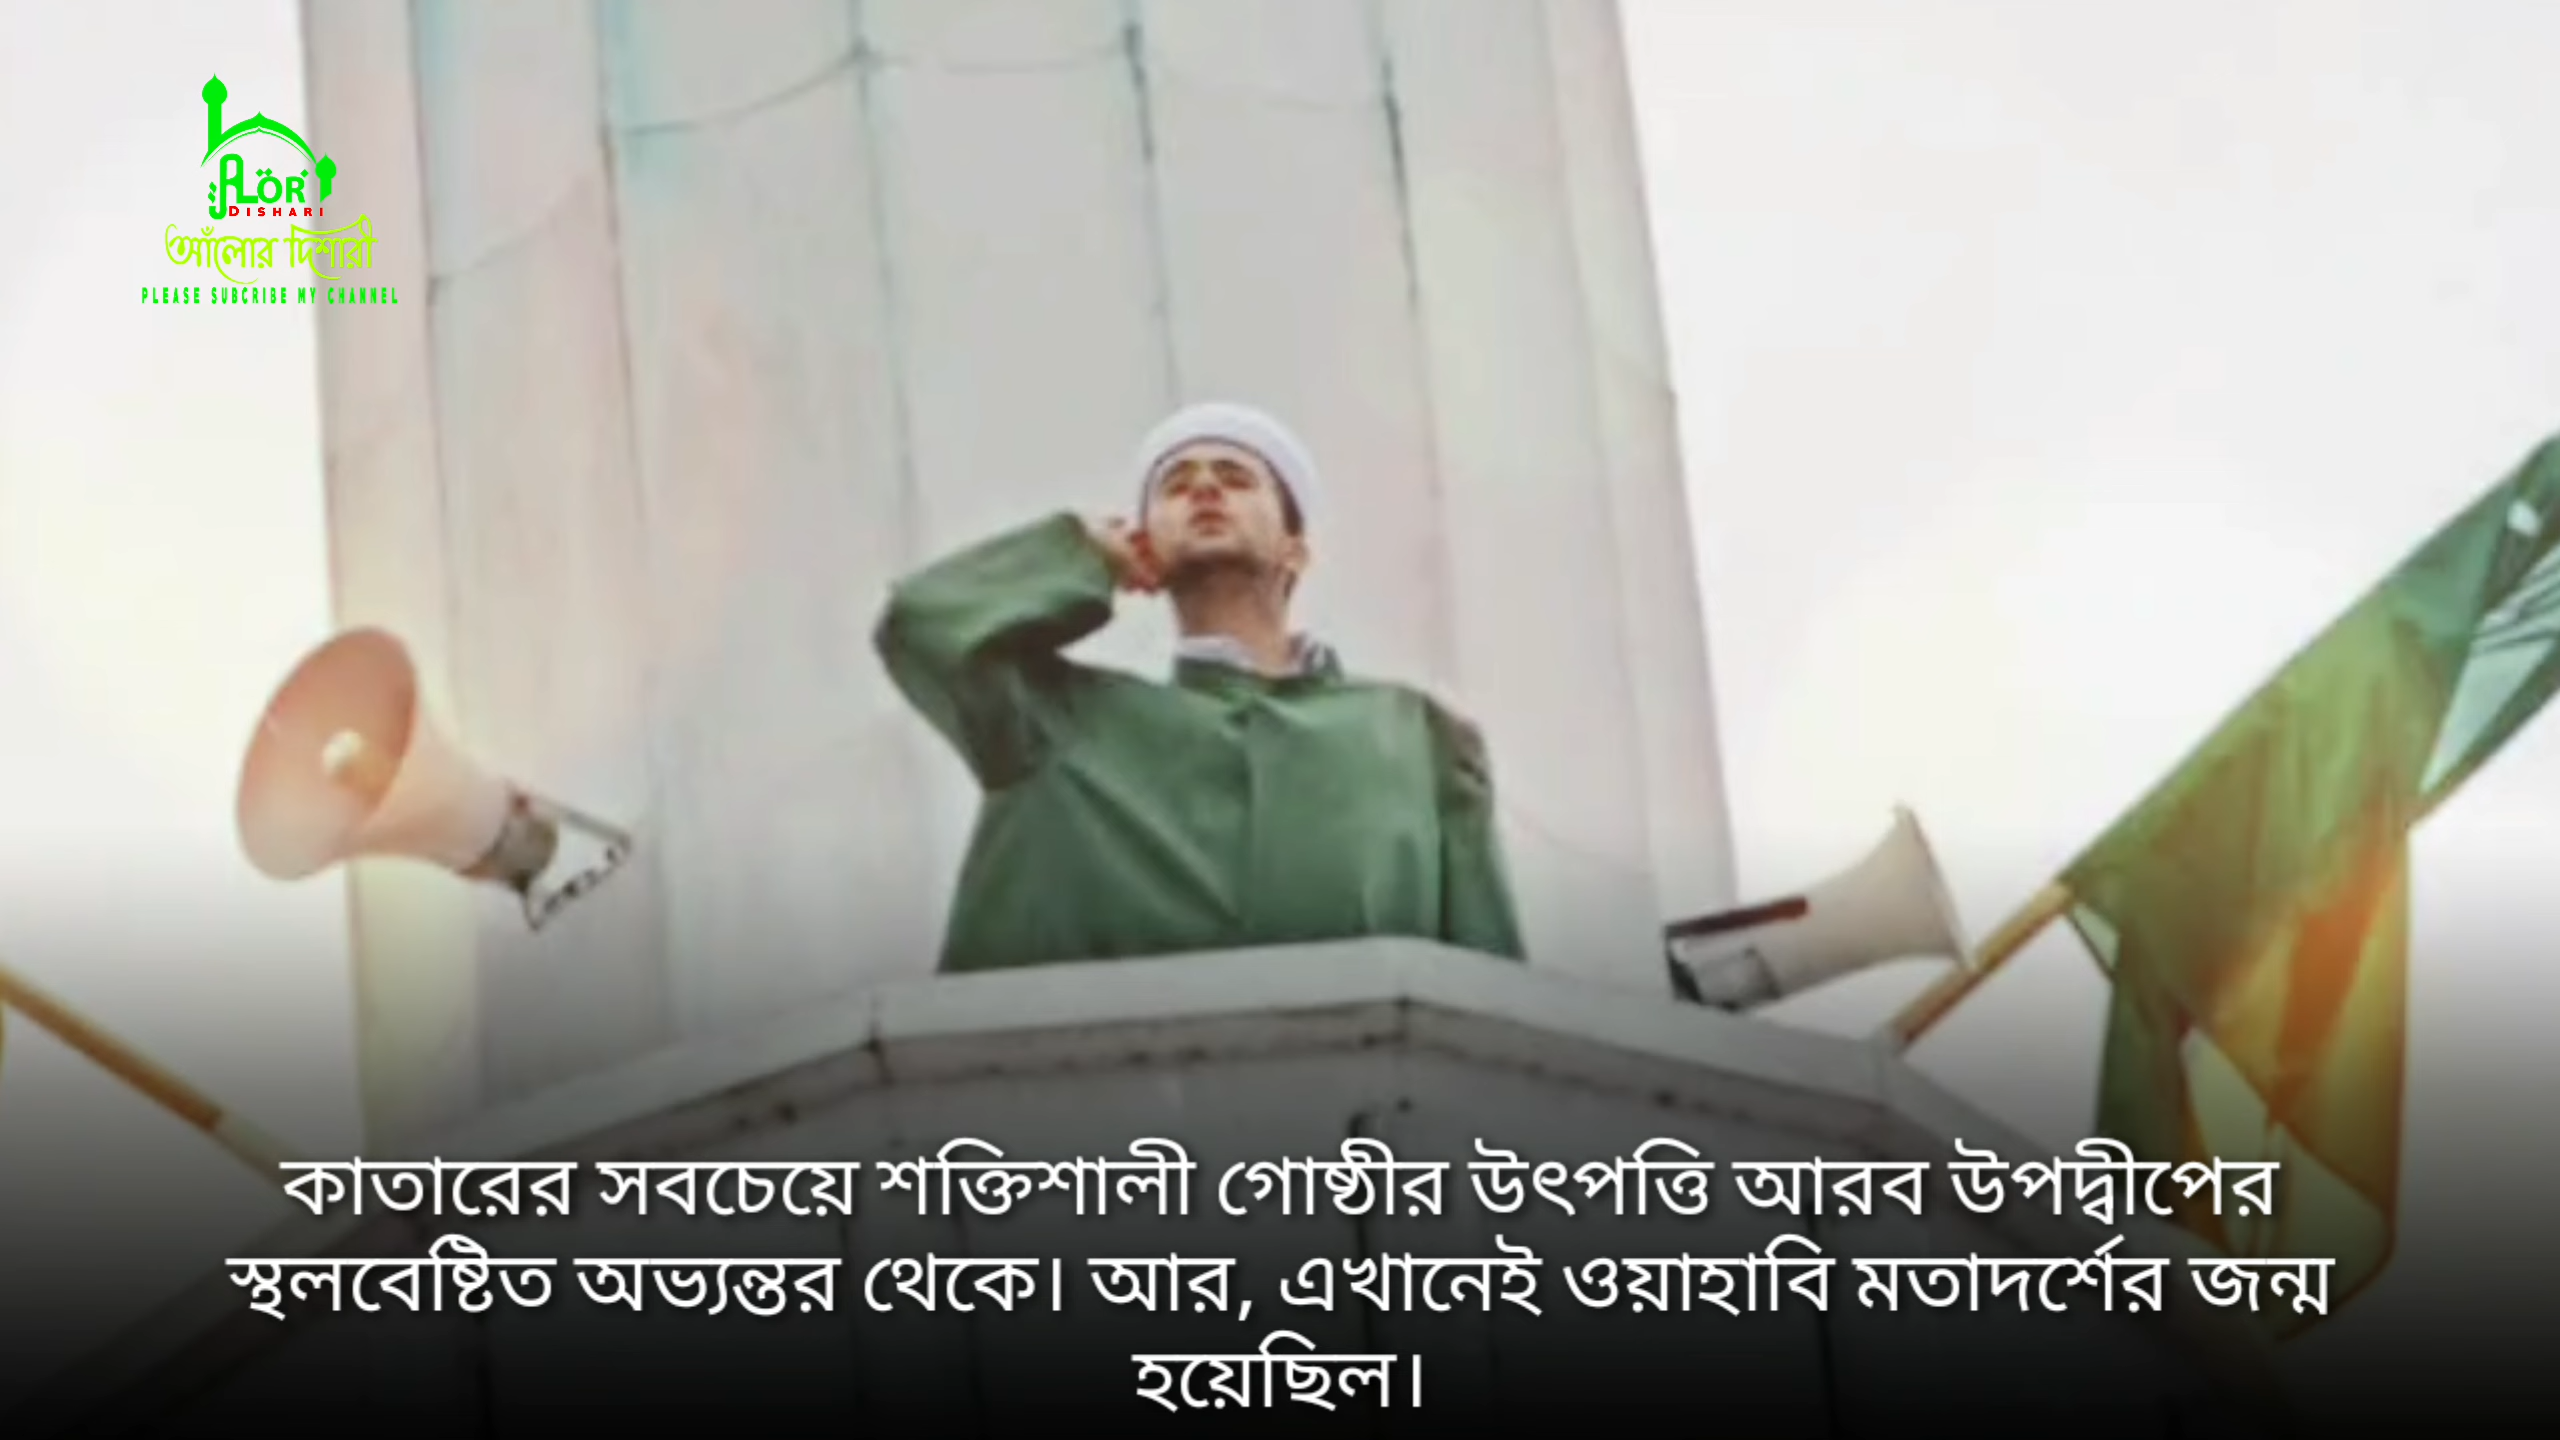 ALOR
DISHARI
আঁলোর দিশারী
PLEASE SUBCRIBE MY CHANNEL
কাতারের সবচেয়ে শক্তিশালী গোষ্ঠীর উৎপত্তি আরব উপদ্বীপের
স্থলবেষ্টিত অভ্যন্তর থেকে। আর, এখানেই ওয়াহাবি মতাদর্শের জন্ম
হয়েছিল।